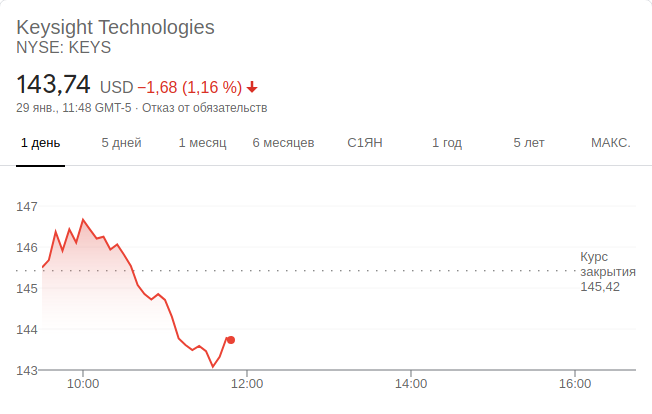 Keysight Technologies
NYSE: KEYS
143,74 USD −1,68 (1,16 %)
29 янв., 11:48 GMT-5 · Отказ от обязательств
1 день 5 дней 1 месяц 6 месяцев С1ЯН 1 год 5 лет МАКС.
147
146
145
144
143
Курс
закрытия
145,42
10:00 12:00 14:00 16:00